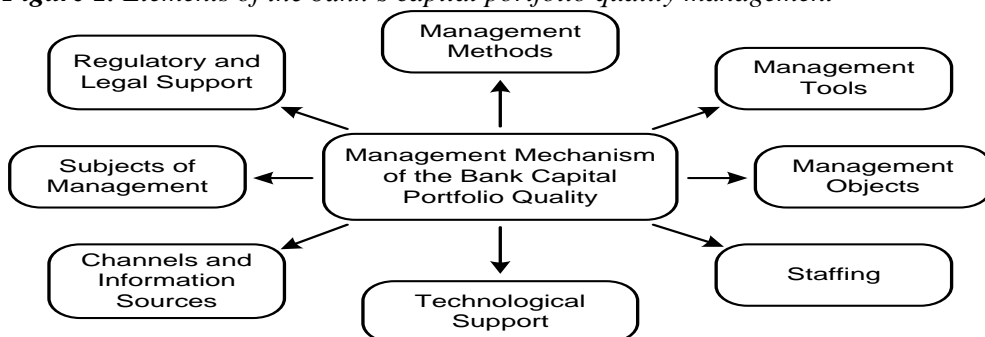 Figure 1. Elements of the bank's capital portfolio quality management
Management
Methods
Regulatory and
Legal Support
Management
Tools
Subjects of
Management
Management Mechanism
of the Bank Capital
Portfolio Quality
Management
Objects
Channels and
Information
Sources
Technological
Support
Staffing